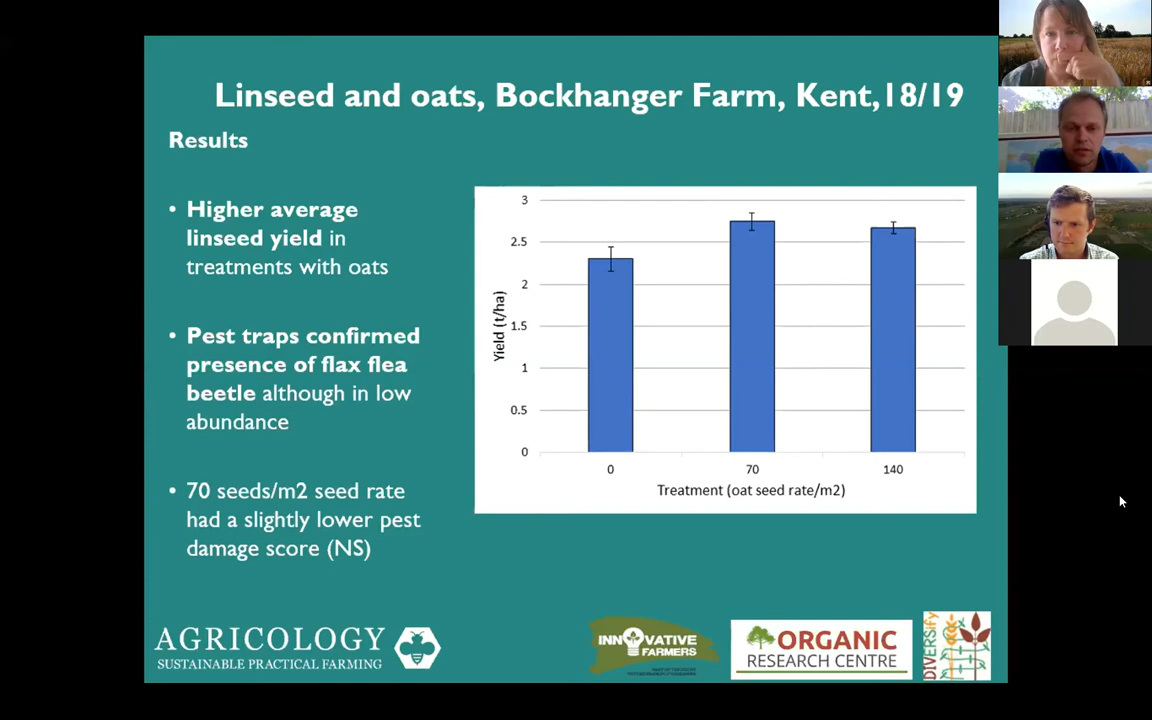 Linseed and oats, Bockhanger Farm, Kent,18/19
Results
• Higher average
linseed yield in
treatments with oats
• Pest traps confirmed
presence of flax flea
beetle although in low
abundance
• 70 seeds/m2 seed rate
had a slightly lower pest
damage score (NS)
3
2.5
2
1.5
1
0.5
0
Yield (t/ha)
0 70 140
Treatment (oat seed rate/m2)
AGRICOLOGY
SUSTAINABLE PRACTICAL FARMING
INNOVATIVE
FARMERS
ORGANIC
RESEARCH CENTRE
DIVERSify